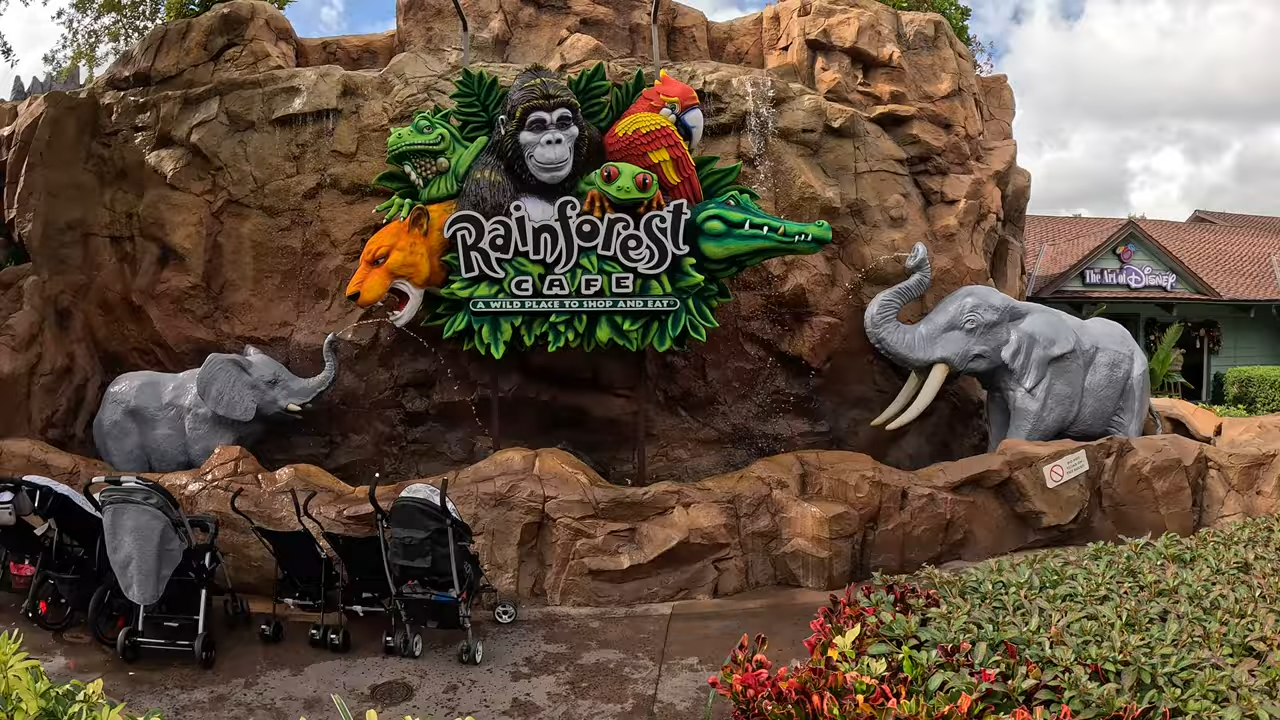 Rainforest
CAFE
A WILD PLACE TO SHOP AND EAT®
The Art of Disney